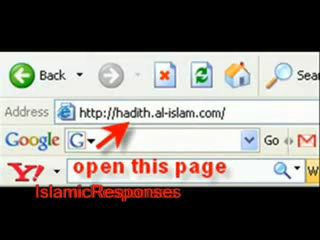 Back Sea
Address http://hadith.al-islam.com/
Google G Go M
Y! W
open this page
IslamicResponses